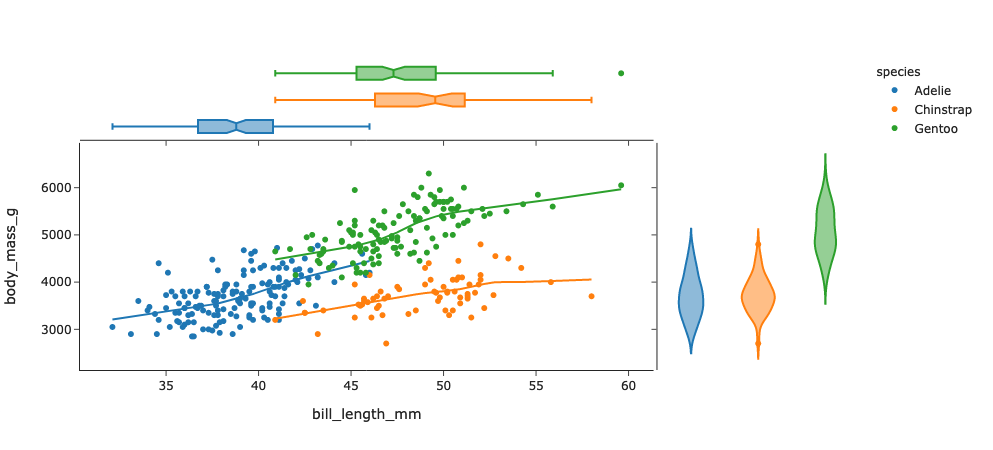 species
Adelie
Chinstrap
Gentoo
6000
5000
4000
3000
body_mass_g
35 40 45 50 55 60
bill_length_mm